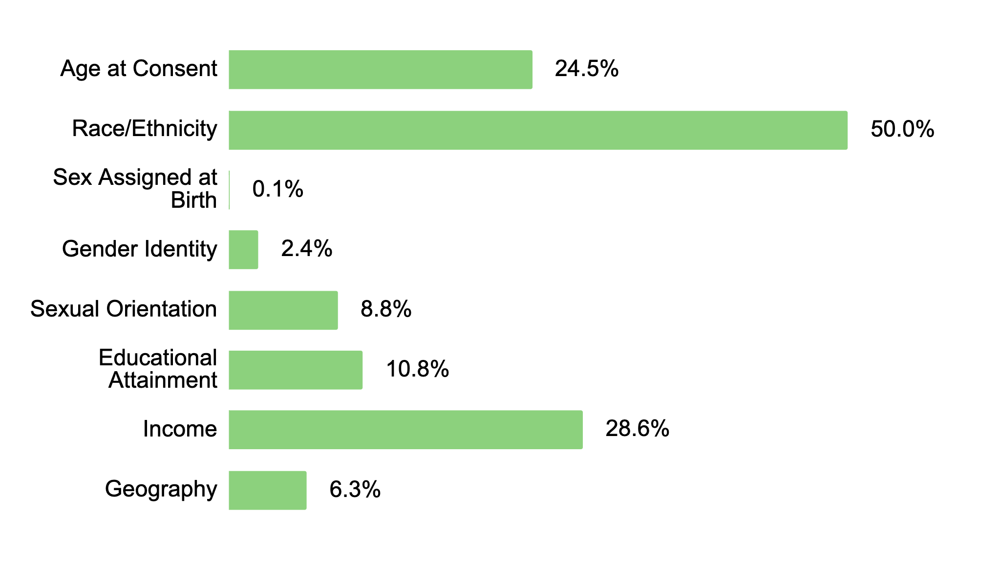 Age at Consent 24.5%
Race/Ethnicity 50.0%
Sex Assigned at
Birth 0.1%
Gender Identity 2.4%
Sexual Orientation 8.8%
Educational
Attainment 10.8%
Income 28.6%
Geography 6.3%